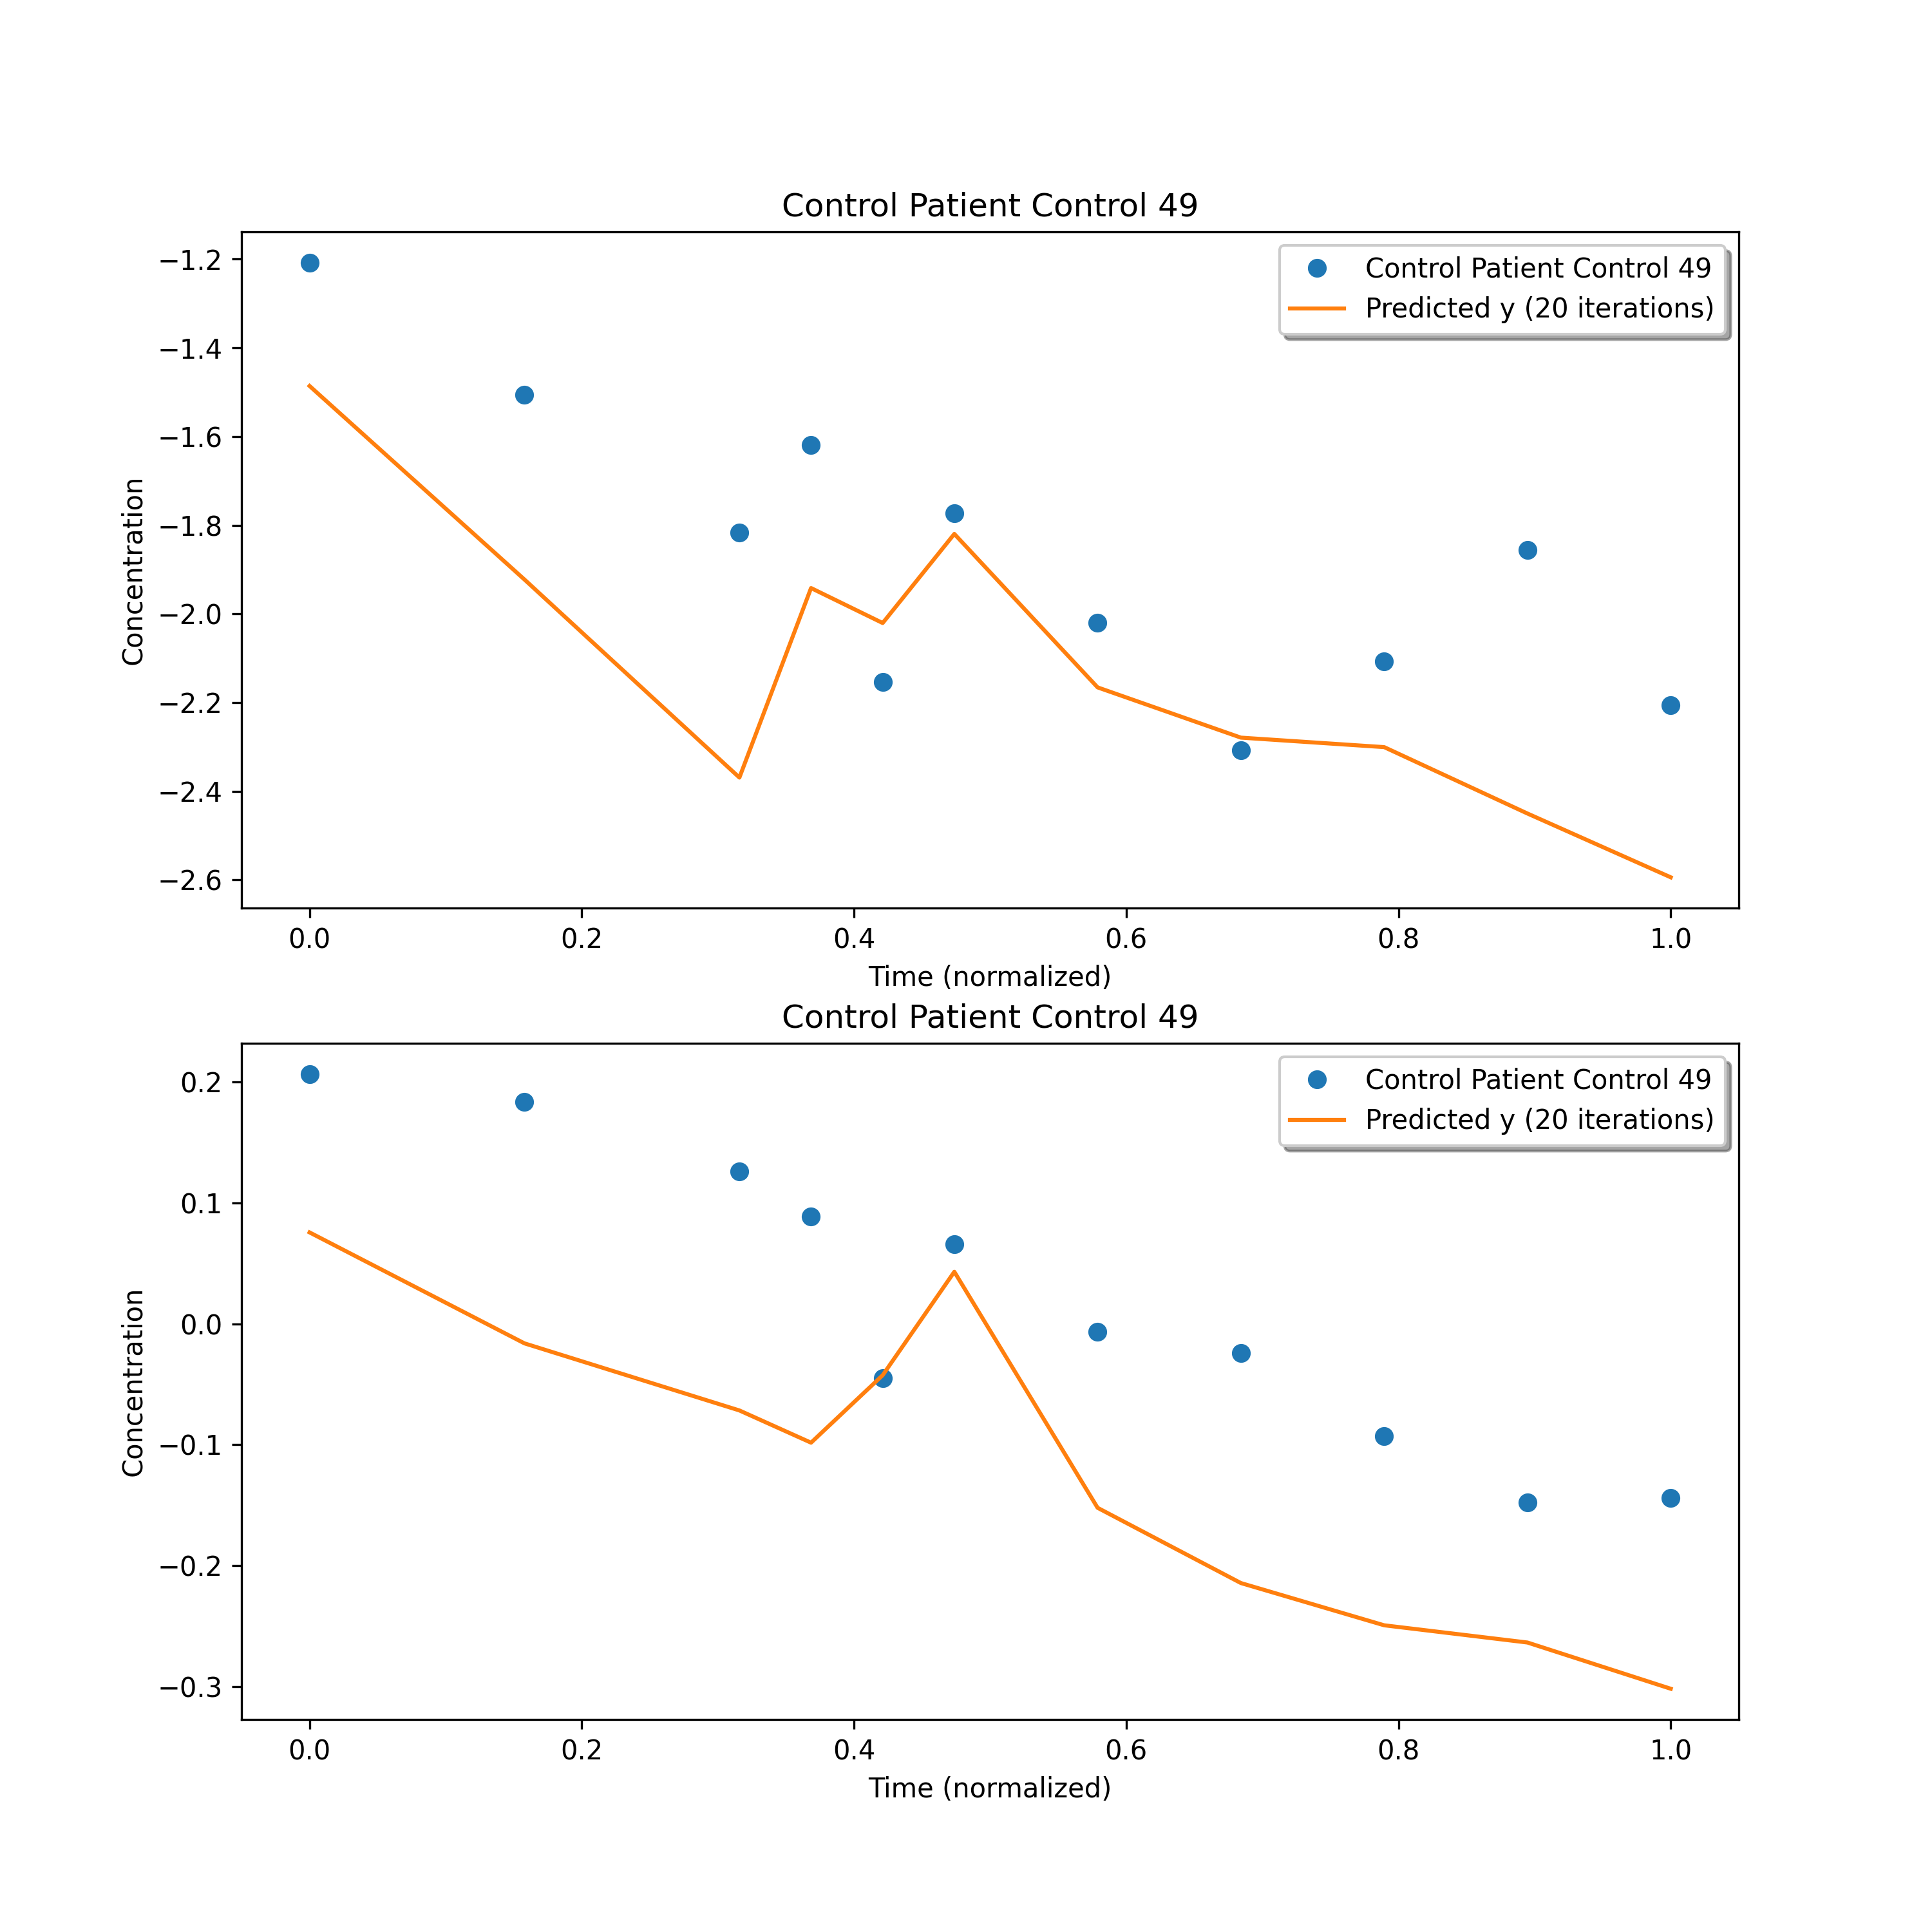 Control Patient Control 49
−1.2
−1.4
−1.6
−1.8
−2.0
−2.2
−2.4
−2.6
Concentration
Control Patient Control 49
Predicted y (20 iterations)
0.0 0.2 0.4 0.6 0.8 1.0
Time (normalized)
Control Patient Control 49
0.2
0.1
0.0
−0.1
−0.2
−0.3
Concentration
Control Patient Control 49
Predicted y (20 iterations)
0.0 0.2 0.4 0.6 0.8 1.0
Time (normalized)